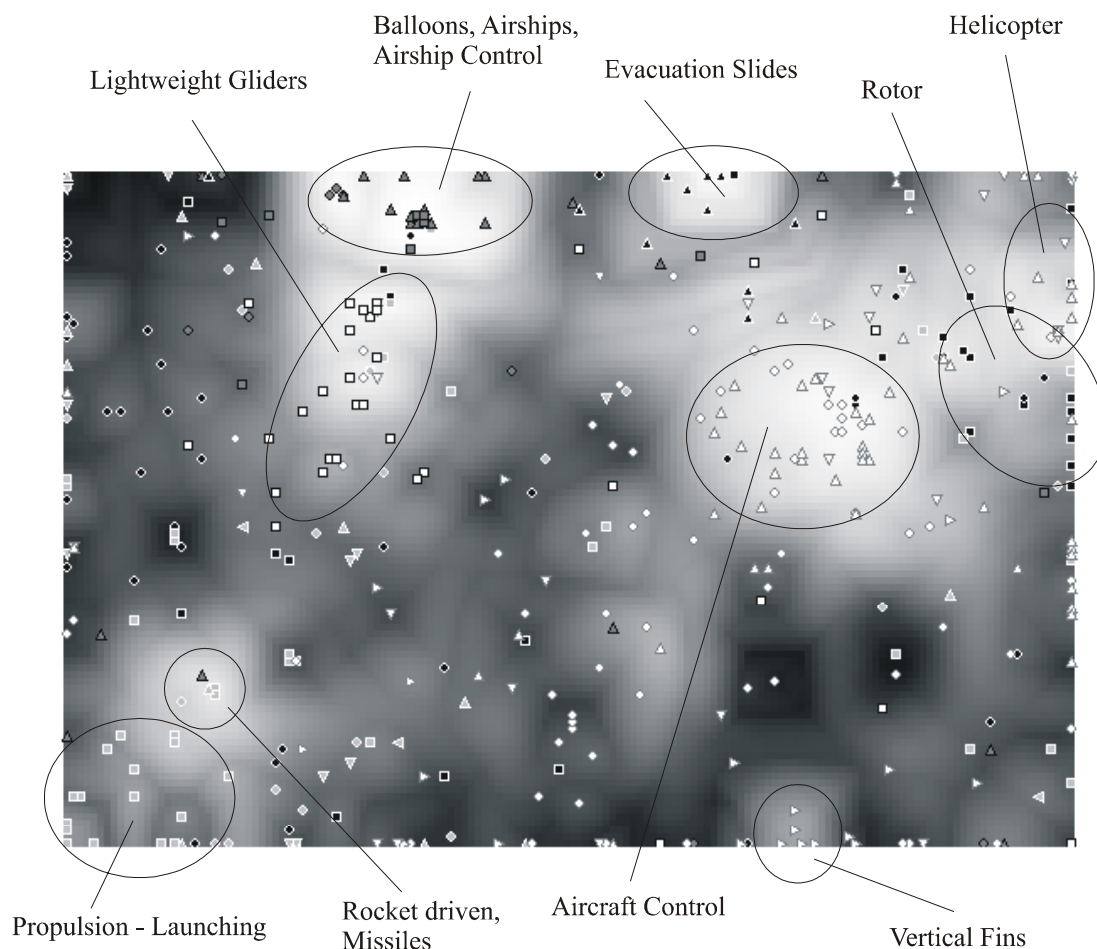 Balloons, Airships,
Airship Control
Helicopter
Lightweight Gliders
Evacuation Slides
Rotor
Propulsion - Launching
Rocket driven,
Missiles
Aircraft Control
Vertical Fins